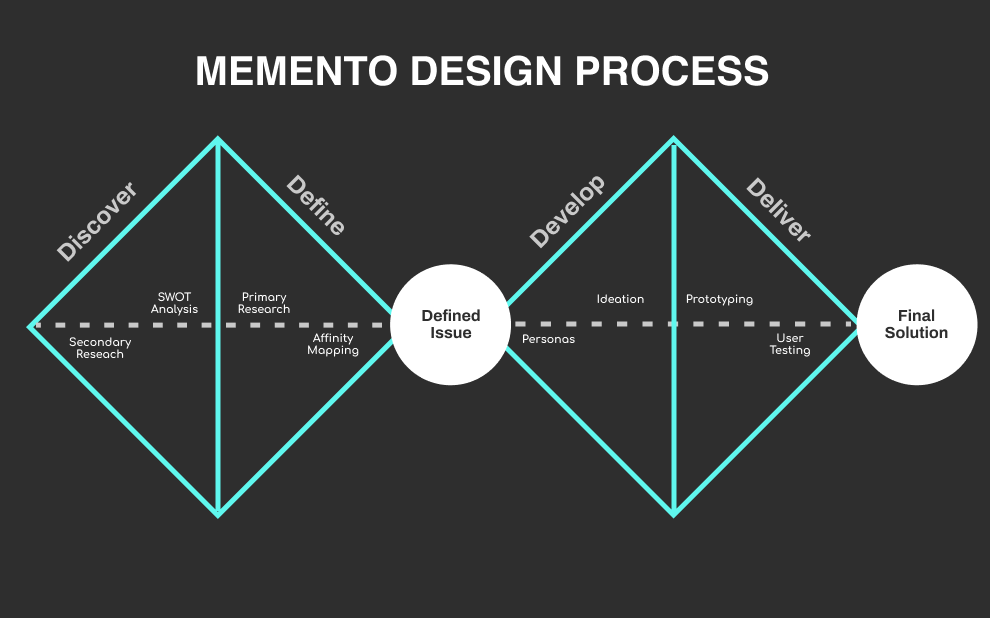 MEMENTO DESIGN PROCESS
Discover
Define
Develop
Deliver
SWOT
Analysis
Primary
Research
Secondary
Reseach
Affinity
Mapping
Defined
Issue
Ideation
Prototyping
Personas
User
Testing
Final
Solution